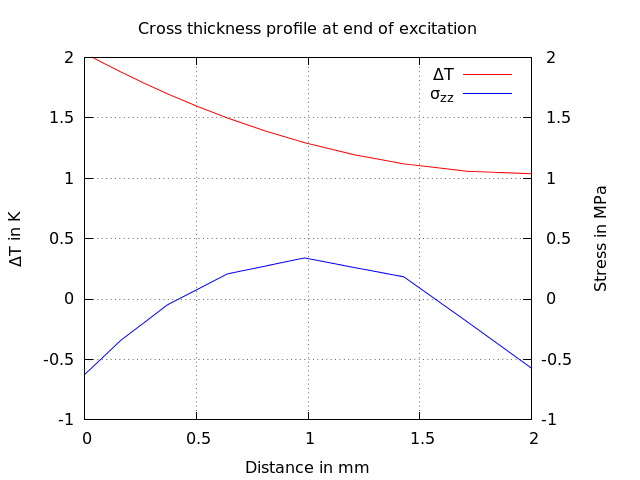 Cross thickness profile at end of excitation
2
1.5
1
0.5
0
-0.5
-1
ΔT in K
ΔT
σzz
2
1.5
1
0.5
0
-0.5
-1
Stress in MPa
0 0.5 1 1.5 2
Distance in mm